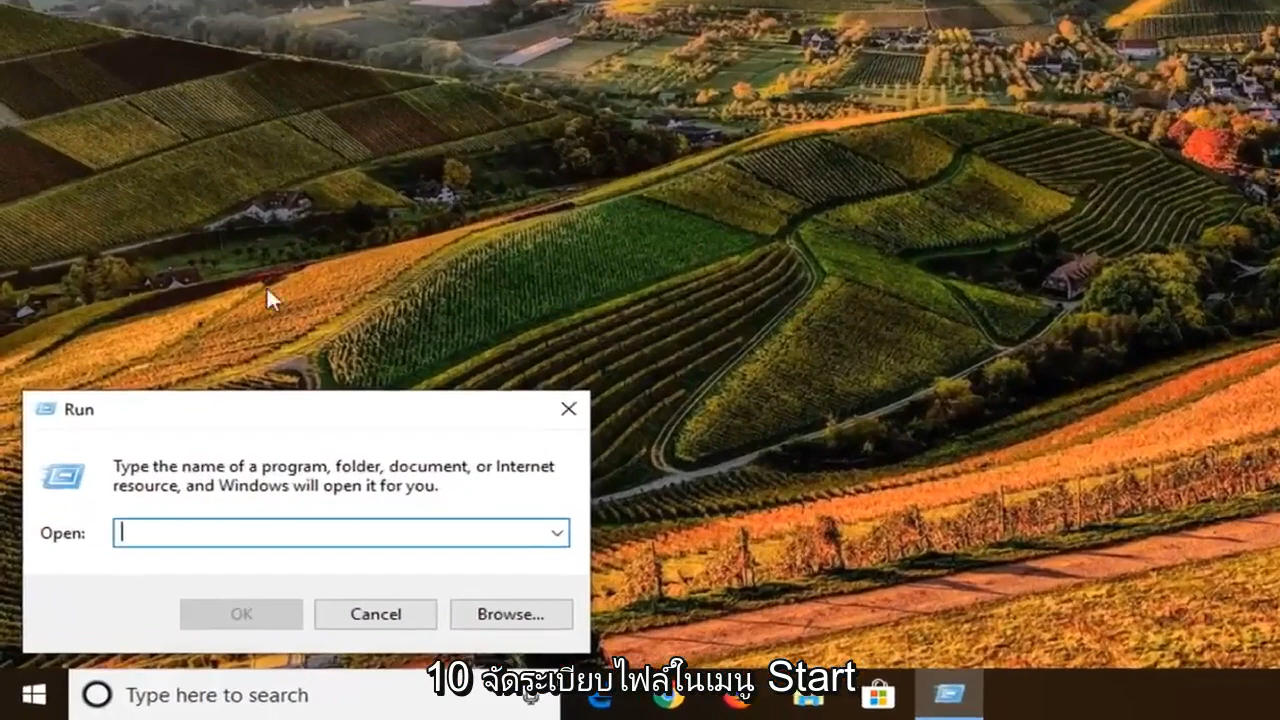 Run
Type the name of a program, folder, document, or Internet
resource, and Windows will open it for you.
Open:
OK
Cancel
Browse...
10 จัดระเบียบไฟล์ในเมนู Start
Type here to search